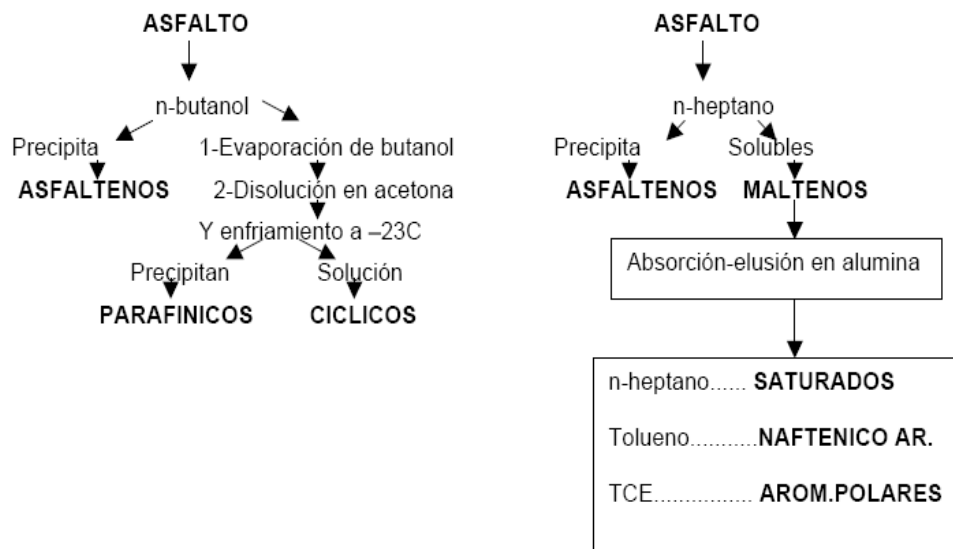 ASFALTO
n-butanol
Precipita
1-Evaporación de butanol
ASFALTENOS
2-Disolución en acetona
Y enfriamiento a –23C
Precipitan
Solución
PARAFINICOS
CICLICOS
ASFALTO
n-heptano
Precipita
Solubles
ASFALTENOS
MALTENOS
Absorción-elusión en alumina
n-heptano...... SATURADOS
Tolueno...........NAFTENICO AR.
TCE................ AROM.POLARES